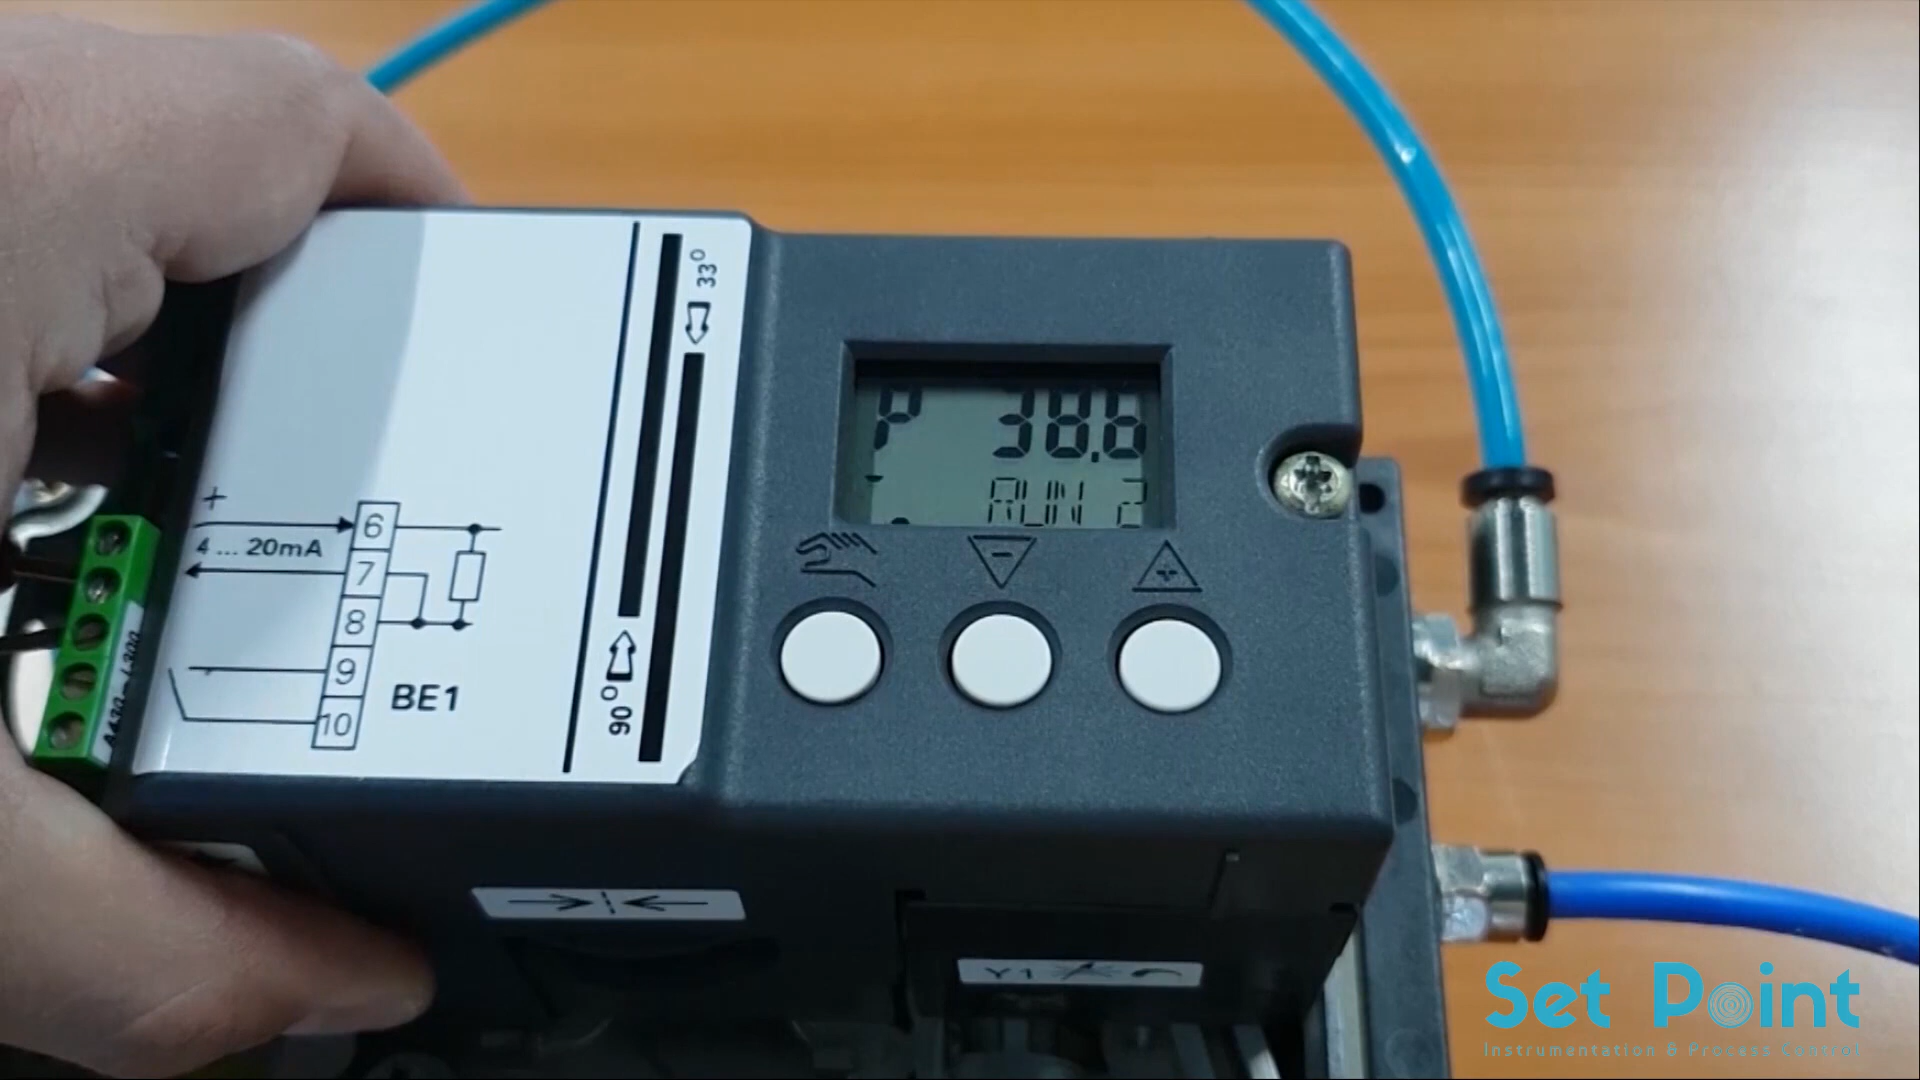 33°
P 38.8
RUN 2
+
6
4 ... 20mA
7
8
9
10
BE1
90°
-
+
Y1
Set Point
Instrumentation & Process Control